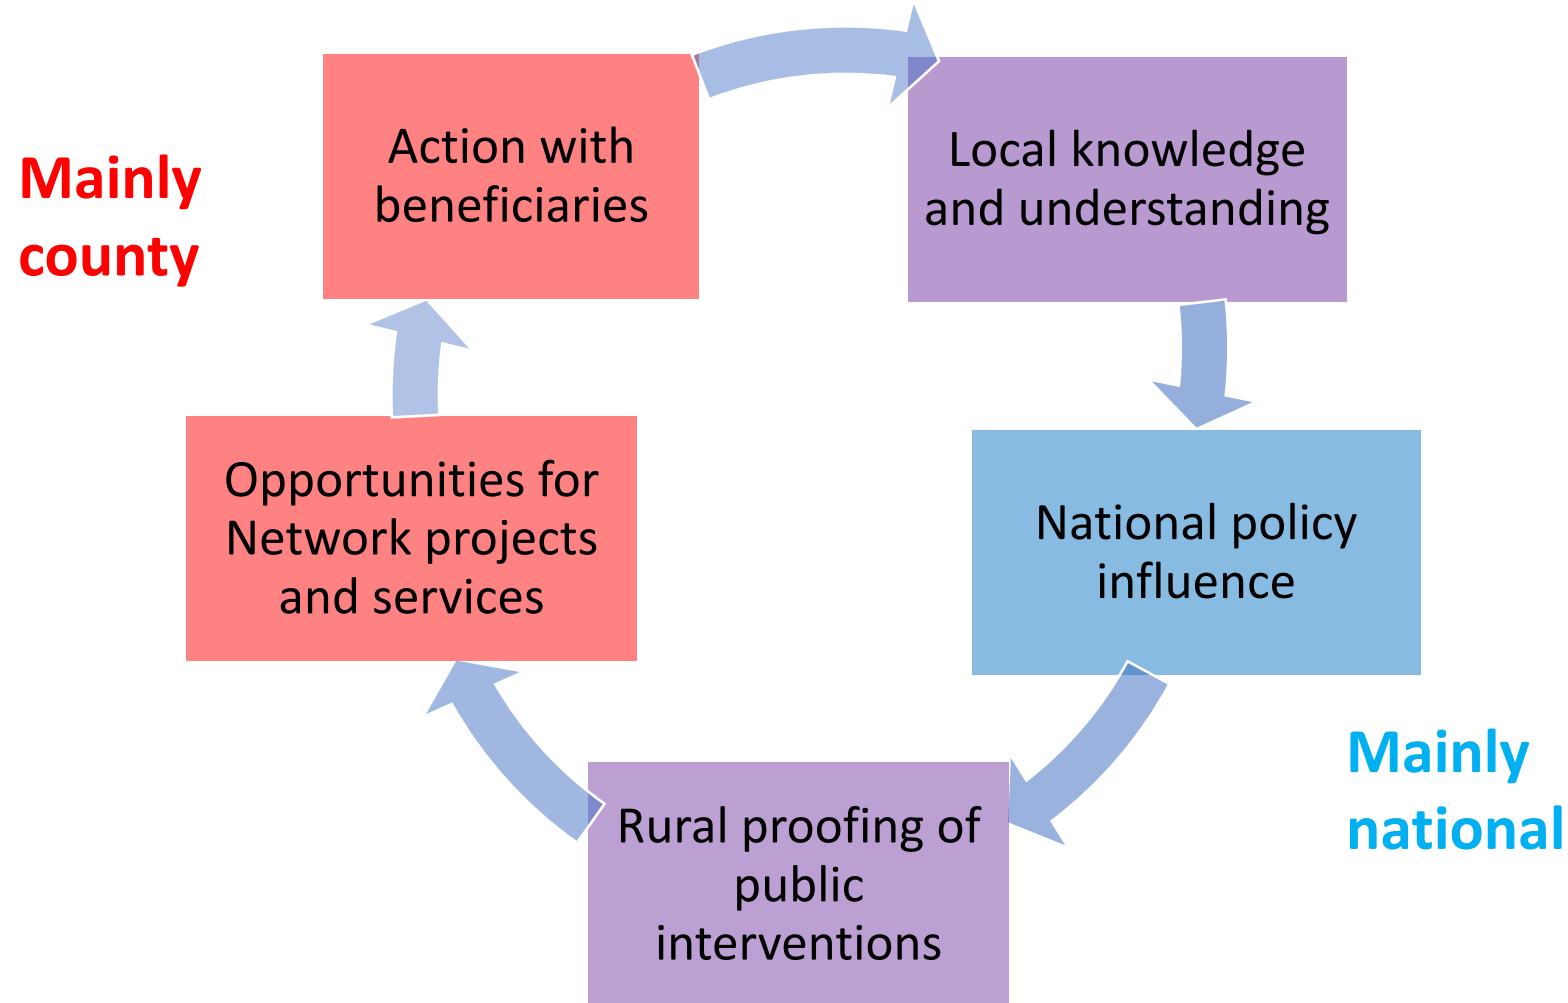 Mainly
county
Action with
beneficiaries
Local knowledge
and understanding
National policy
influence
Mainly
national
Rural proofing of
public
interventions
Opportunities for
Network projects
and services